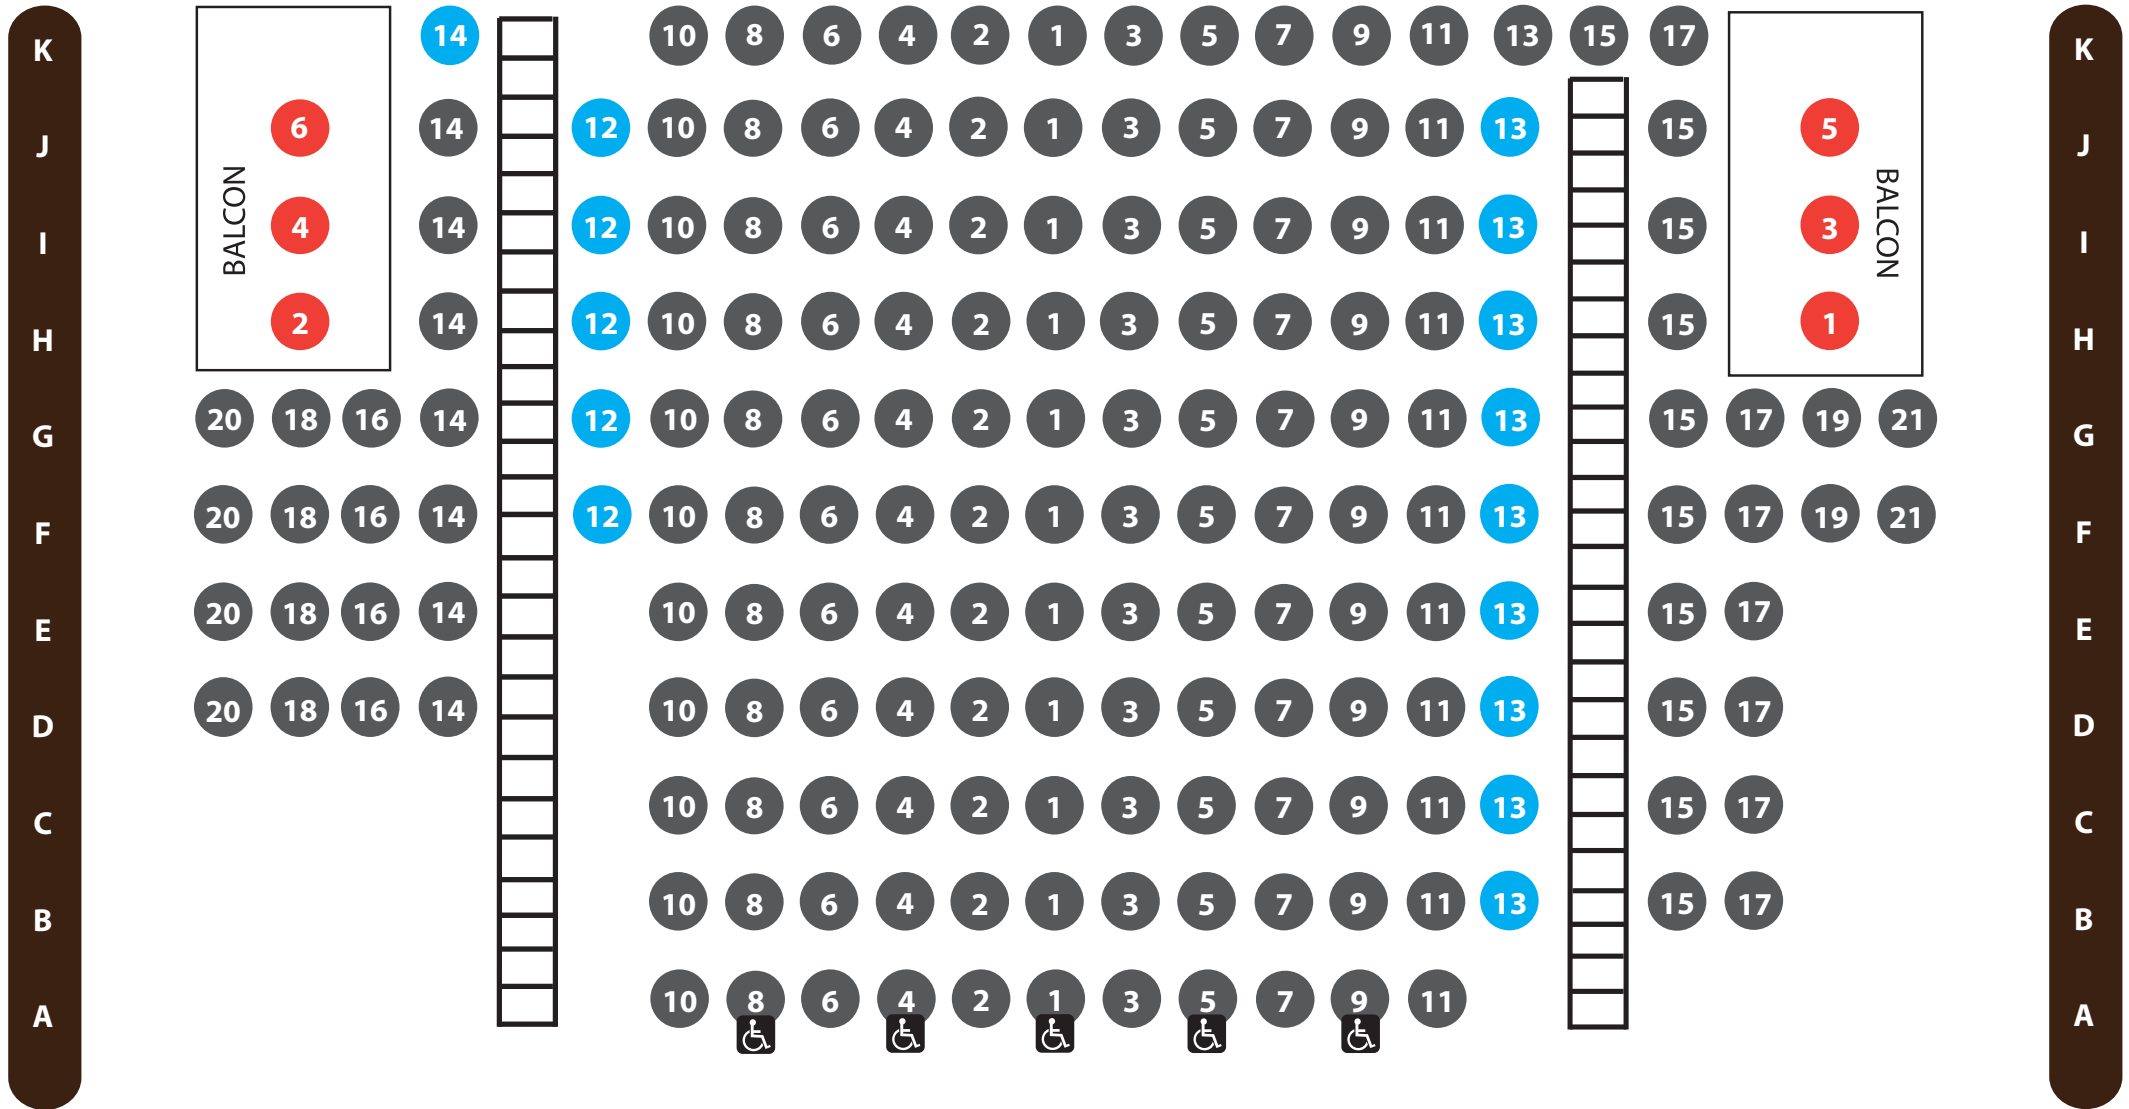 K 14 10 8 6 4 2 1 3 5 7 9 11 13 15 17 K
J 6 14 12 10 8 6 4 2 1 3 5 7 9 11 13 15 5 J
BALCON
BALCON
I 4 14 12 10 8 6 4 2 1 3 5 7 9 11 13 15 3 I
H 2 14 12 10 8 6 4 2 1 3 5 7 9 11 13 15 1 H
G 20 18 16 14 12 10 8 6 4 2 1 3 5 7 9 11 13 15 17 19 21 G
F 20 18 16 14 12 10 8 6 4 2 1 3 5 7 9 11 13 15 17 19 21 F
E 20 18 16 14 10 8 6 4 2 1 3 5 7 9 11 13 15 17 E
D 20 18 16 14 10 8 6 4 2 1 3 5 7 9 11 13 15 17 D
C 10 8 6 4 2 1 3 5 7 9 11 13 15 17 C
B 10 8 6 4 2 1 3 5 7 9 11 13 15 17 B
A 10 8 6 4 2 1 3 5 7 9 11 A